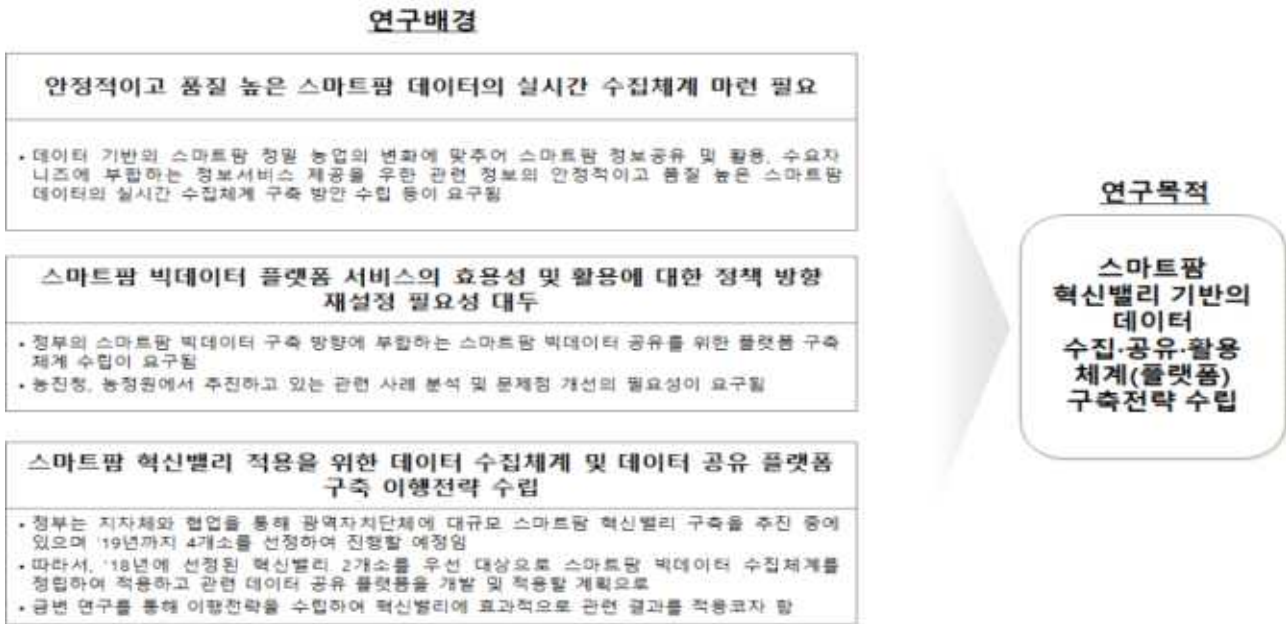 연구배경
안정적이고 품질 높은 스마트팜 데이터의 실시간 수집체계 마련 필요
• 데이터 기반의 스마트팜 정밀 농업의 변화에 맞추어 스마트팜 정보공유 및 활용, 수요자
니즈에 부합하는 정보서비스 제공을 우한 관련 정보의 안정적이고 품질 높은 스마트팜
데이터의 실시간 수집체계 구축 방안 수립 등이 요구됨
스마트팜 빅데이터 플랫폼 서비스의 효용성 및 활용에 대한 정책 방향
재설정 필요성 대두
• 정부의 스마트팜 빅데이터 구축 방향에 부합하는 스마트팜 빅데이터 공유를 위한 플랫폼 구축
체계 수립이 요구됨
• 농진청, 농정원에서 추진하고 있는 관련 사례 분석 및 문제점 개선의 필요성이 요구됨
스마트팜 혁신밸리 적용을 위한 데이터 수집체계 및 데이터 공유 플랫폼
구축 이행전략 수립
• 정부는 지자체와 협업을 통해 광역자치단체에 대규모 스마트팜 혁신밸리 구축을 추진 중에
있으며 '19년까지 4개소를 선정하여 진행할 예정임
• 따라서, '18년에 선정된 혁신밸리 2개소를 우선 대상으로 스마트팜 빅데이터 수집체계를
정립하여 적용하고 관련 데이터 공유 플랫폼을 개발 및 적용할 계획으로
• 금번 연구를 통해 이행전략을 수립하여 혁신밸리에 효과적으로 관련 결과를 적용코자 함
연구목적
스마트팜
혁신밸리 기반의
데이터
수집·공유·활용
체계(플랫폼)
구축전략 수립